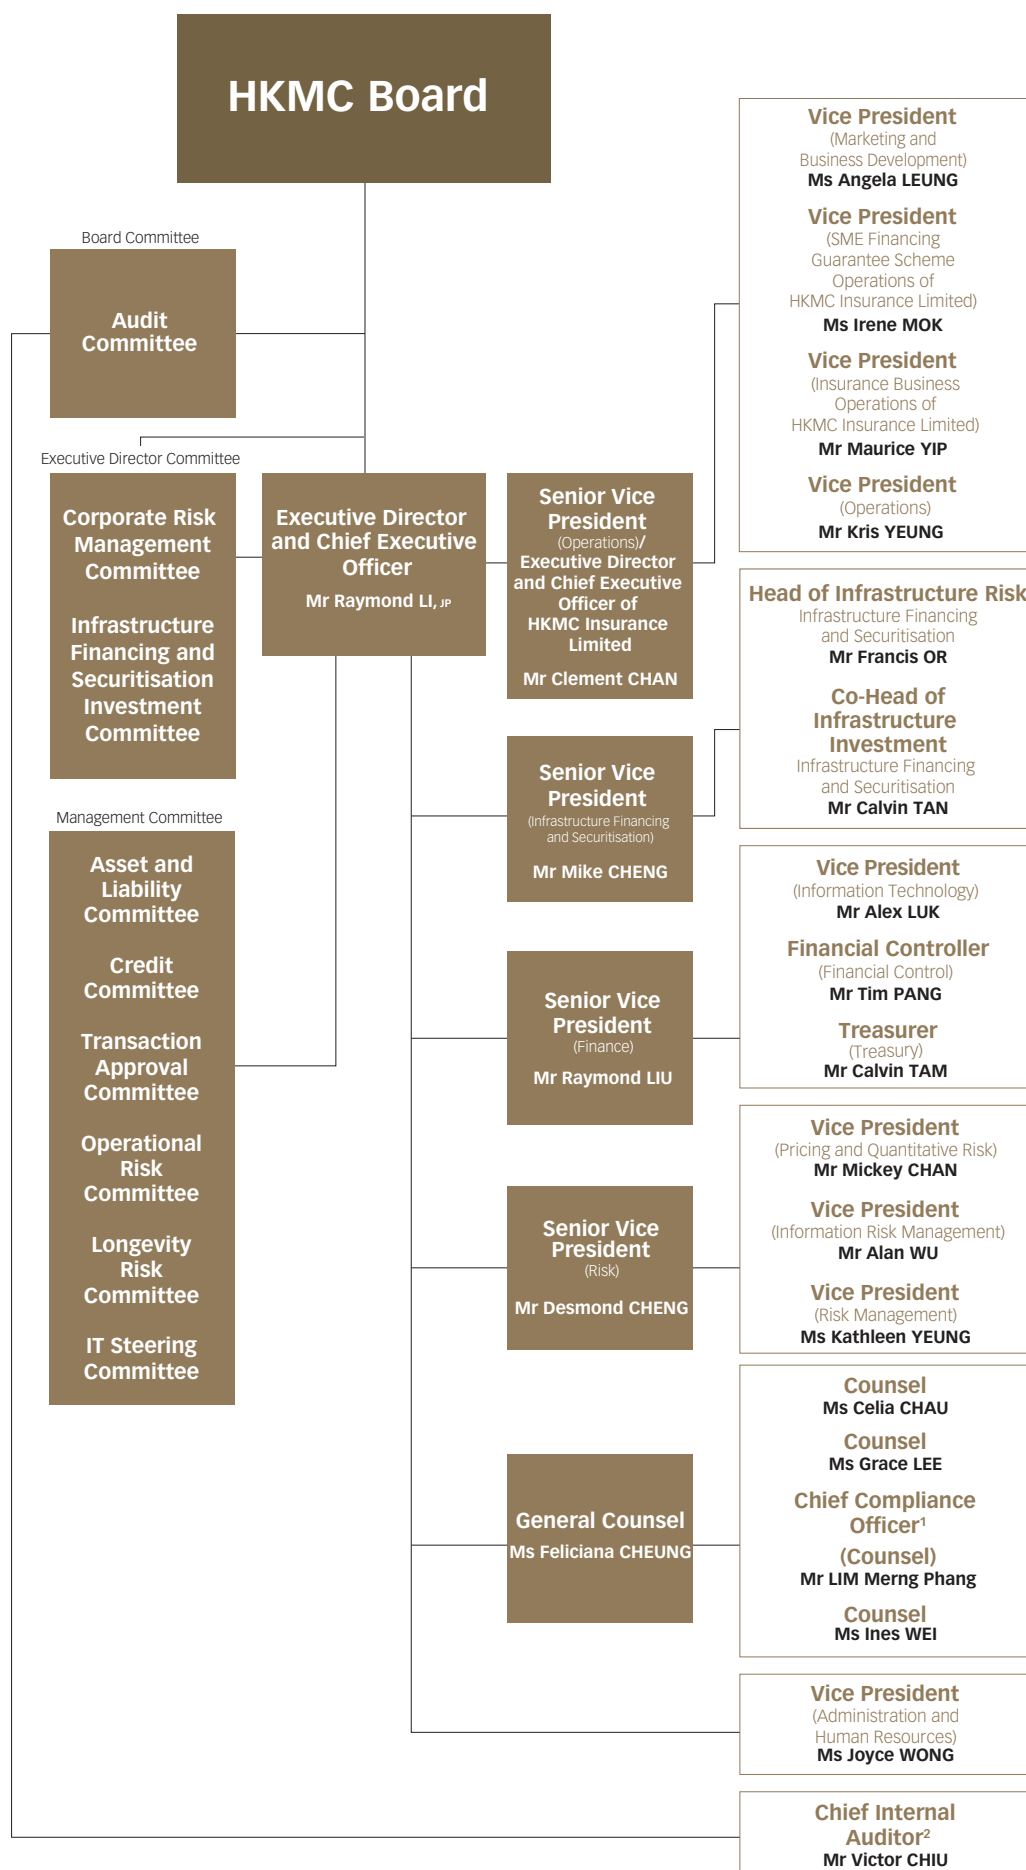 HKMC Board
Board Committee
Audit
Committee
Executive Director Committee
Corporate Risk
Management
Committee
Infrastructure
Financing and
Securitisation
Investment
Committee
Executive Director
and Chief Executive
Officer
Mr Raymond LI, JP
Management Committee
Asset and
Liability
Committee
Credit
Committee
Transaction
Approval
Committee
Operational
Risk
Committee
Longevity
Risk
Committee
IT Steering
Committee
Senior Vice
President
(Operations)/
Executive Director
and Chief Executive
Officer of
HKMC Insurance
Limited
Mr Clement CHAN
Senior Vice
President
(Infrastructure Financing
and Securitisation)
Mr Mike CHENG
Senior Vice
President
(Finance)
Mr Raymond LIU
Senior Vice
President
(Risk)
Mr Desmond CHENG
General Counsel
Ms Feliciana CHEUNG
Vice President
(Marketing and
Business Development)
Ms Angela LEUNG
Vice President
(SME Financing
Guarantee Scheme
Operations of
HKMC Insurance Limited)
Ms Irene MOK
Vice President
(Insurance Business
Operations of
HKMC Insurance Limited)
Mr Maurice YIP
Vice President
(Operations)
Mr Kris YEUNG
Head of Infrastructure Risk
Infrastructure Financing
and Securitisation
Mr Francis OR
Co-Head of
Infrastructure
Investment
Infrastructure Financing
and Securitisation
Mr Calvin TAN
Vice President
(Information Technology)
Mr Alex LUK
Financial Controller
(Financial Control)
Mr Tim PANG
Treasurer
(Treasury)
Mr Calvin TAM
Vice President
(Pricing and Quantitative Risk)
Mr Mickey CHAN
Vice President
(Information Risk Management)
Mr Alan WU
Vice President
(Risk Management)
Ms Kathleen YEUNG
Counsel
Ms Celia CHAU
Counsel
Ms Grace LEE
Chief Compliance
Officer¹
(Counsel)
Mr LIM Merng Phang
Counsel
Ms Ines WEI
Vice President
(Administration and
Human Resources)
Ms Joyce WONG
Chief Internal
Auditor²
Mr Victor CHIU